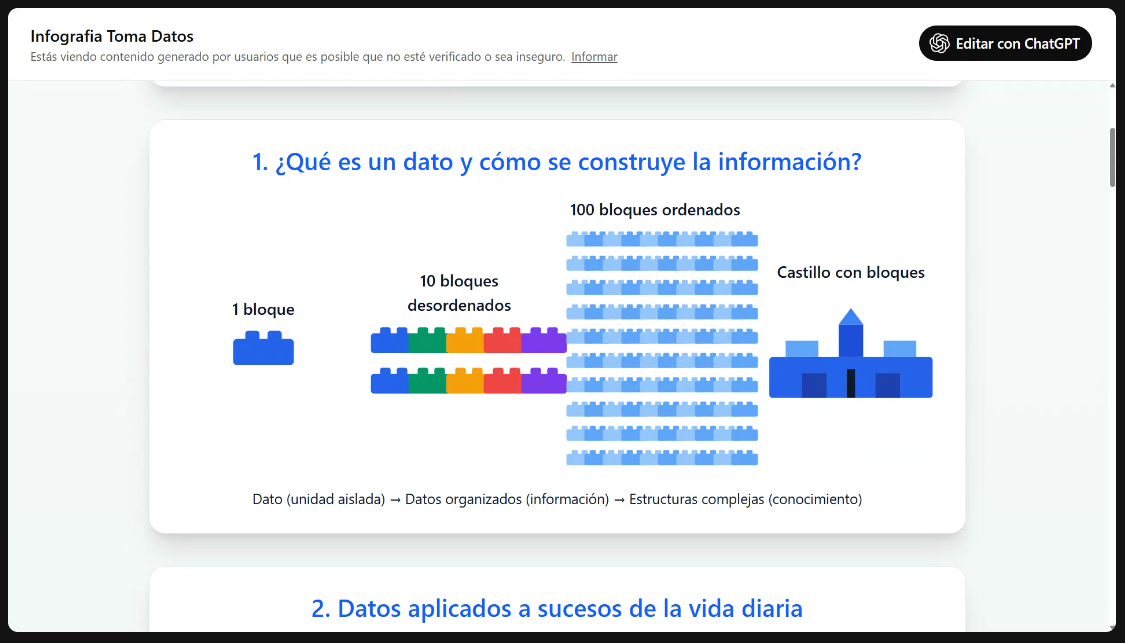 Infografia Toma Datos
Estás viendo contenido generado por usuarios que es posible que no esté verificado o sea inseguro. Informar
Editar con ChatGPT
1. ¿Qué es un dato y cómo se construye la información?
1 bloque
10 bloques
desordenados
100 bloques ordenados
Castillo con bloques
Dato (unidad aislada) → Datos organizados (información) → Estructuras complejas (conocimiento)
2. Datos aplicados a sucesos de la vida diaria